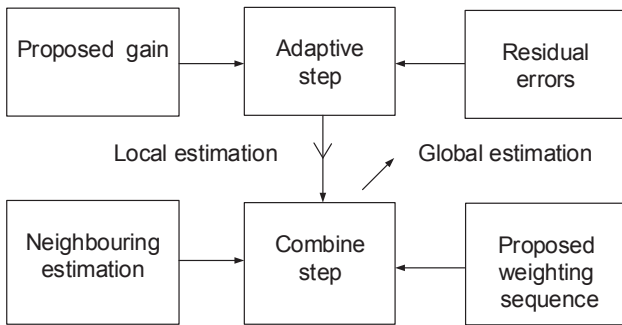 Proposed gain
Adaptive
step
Residual
errors
Local estimation
Global estimation
Neighbouring
estimation
Combine
step
Proposed
weighting
sequence